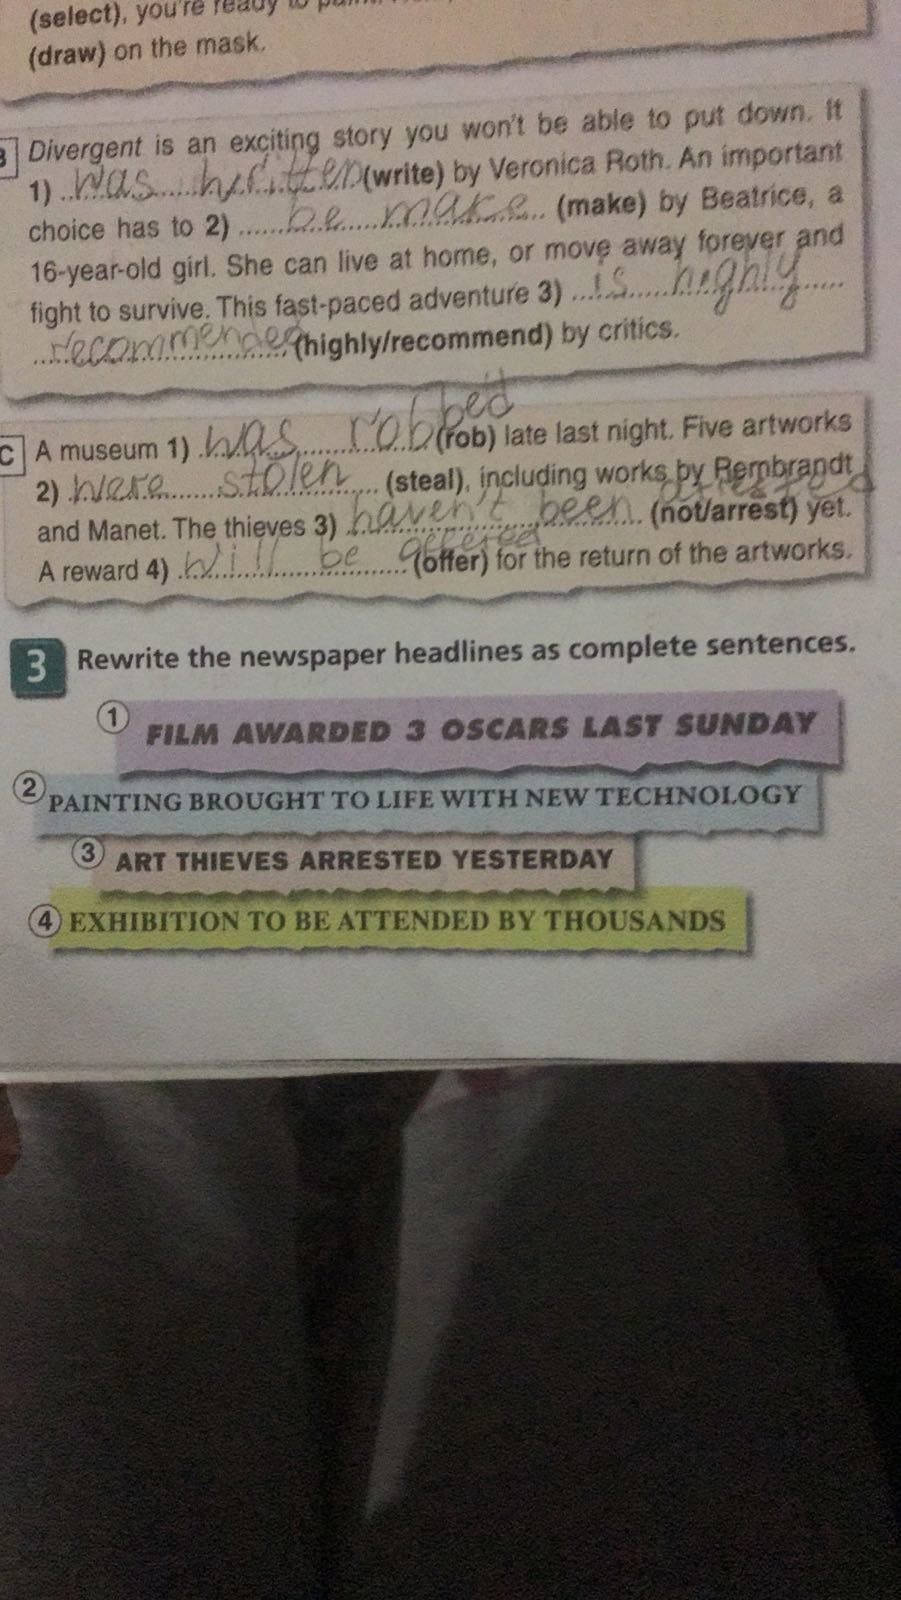 (select), you're ready to paint.
(draw) on the mask.
B Divergent is an exciting story you won't be able to put down. It
1) was written (write) by Veronica Roth. An important
choice has to 2) be make (make) by Beatrice, a
16-year-old girl. She can live at home, or move away forever and
fight to survive. This fast-paced adventure 3) is highly
recommended (highly/recommend) by critics.
C A museum 1) was robbed (rob) late last night. Five artworks
2) were stolen (steal), including works by Rembrandt
and Manet. The thieves 3) haven't been arrested (not/arrest) yet.
A reward 4) will be offered (offer) for the return of the artworks.
3 Rewrite the newspaper headlines as complete sentences.
1 FILM AWARDED 3 OSCARS LAST SUNDAY
2 PAINTING BROUGHT TO LIFE WITH NEW TECHNOLOGY
3 ART THIEVES ARRESTED YESTERDAY
4 EXHIBITION TO BE ATTENDED BY THOUSANDS